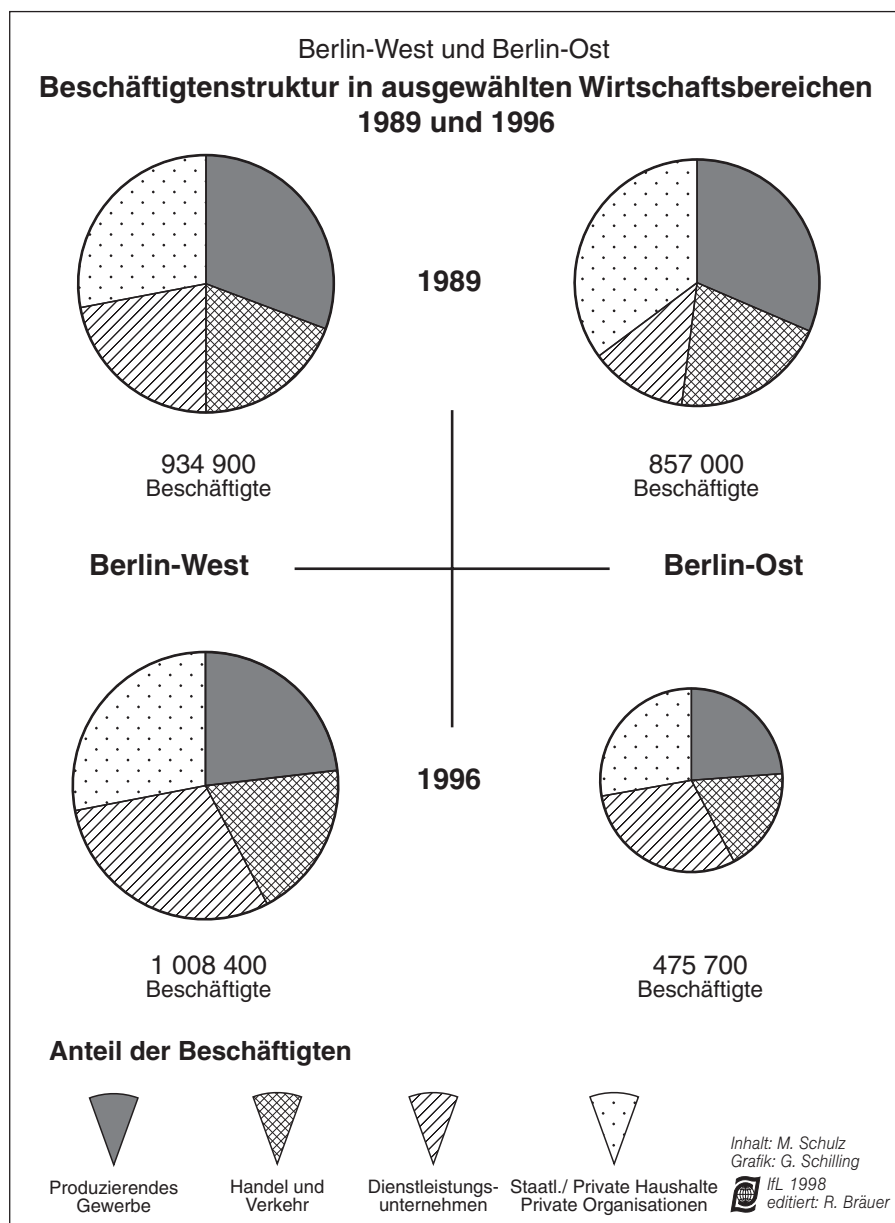 Berlin-West und Berlin-Ost
Beschäftigtenstruktur in ausgewählten Wirtschaftsbereichen
1989 und 1996
1989
934 900
Beschäftigte
857 000
Beschäftigte
Berlin-West
Berlin-Ost
1996
1 008 400
Beschäftigte
475 700
Beschäftigte
Anteil der Beschäftigten
Produzierendes
Gewerbe
Handel und
Verkehr
Dienstleistungs-
unternehmen
Staatl./ Private Haushalte
Private Organisationen
Inhalt: M. Schulz
Grafik: G. Schilling
IfL 1998
editiert: R. Bräuer